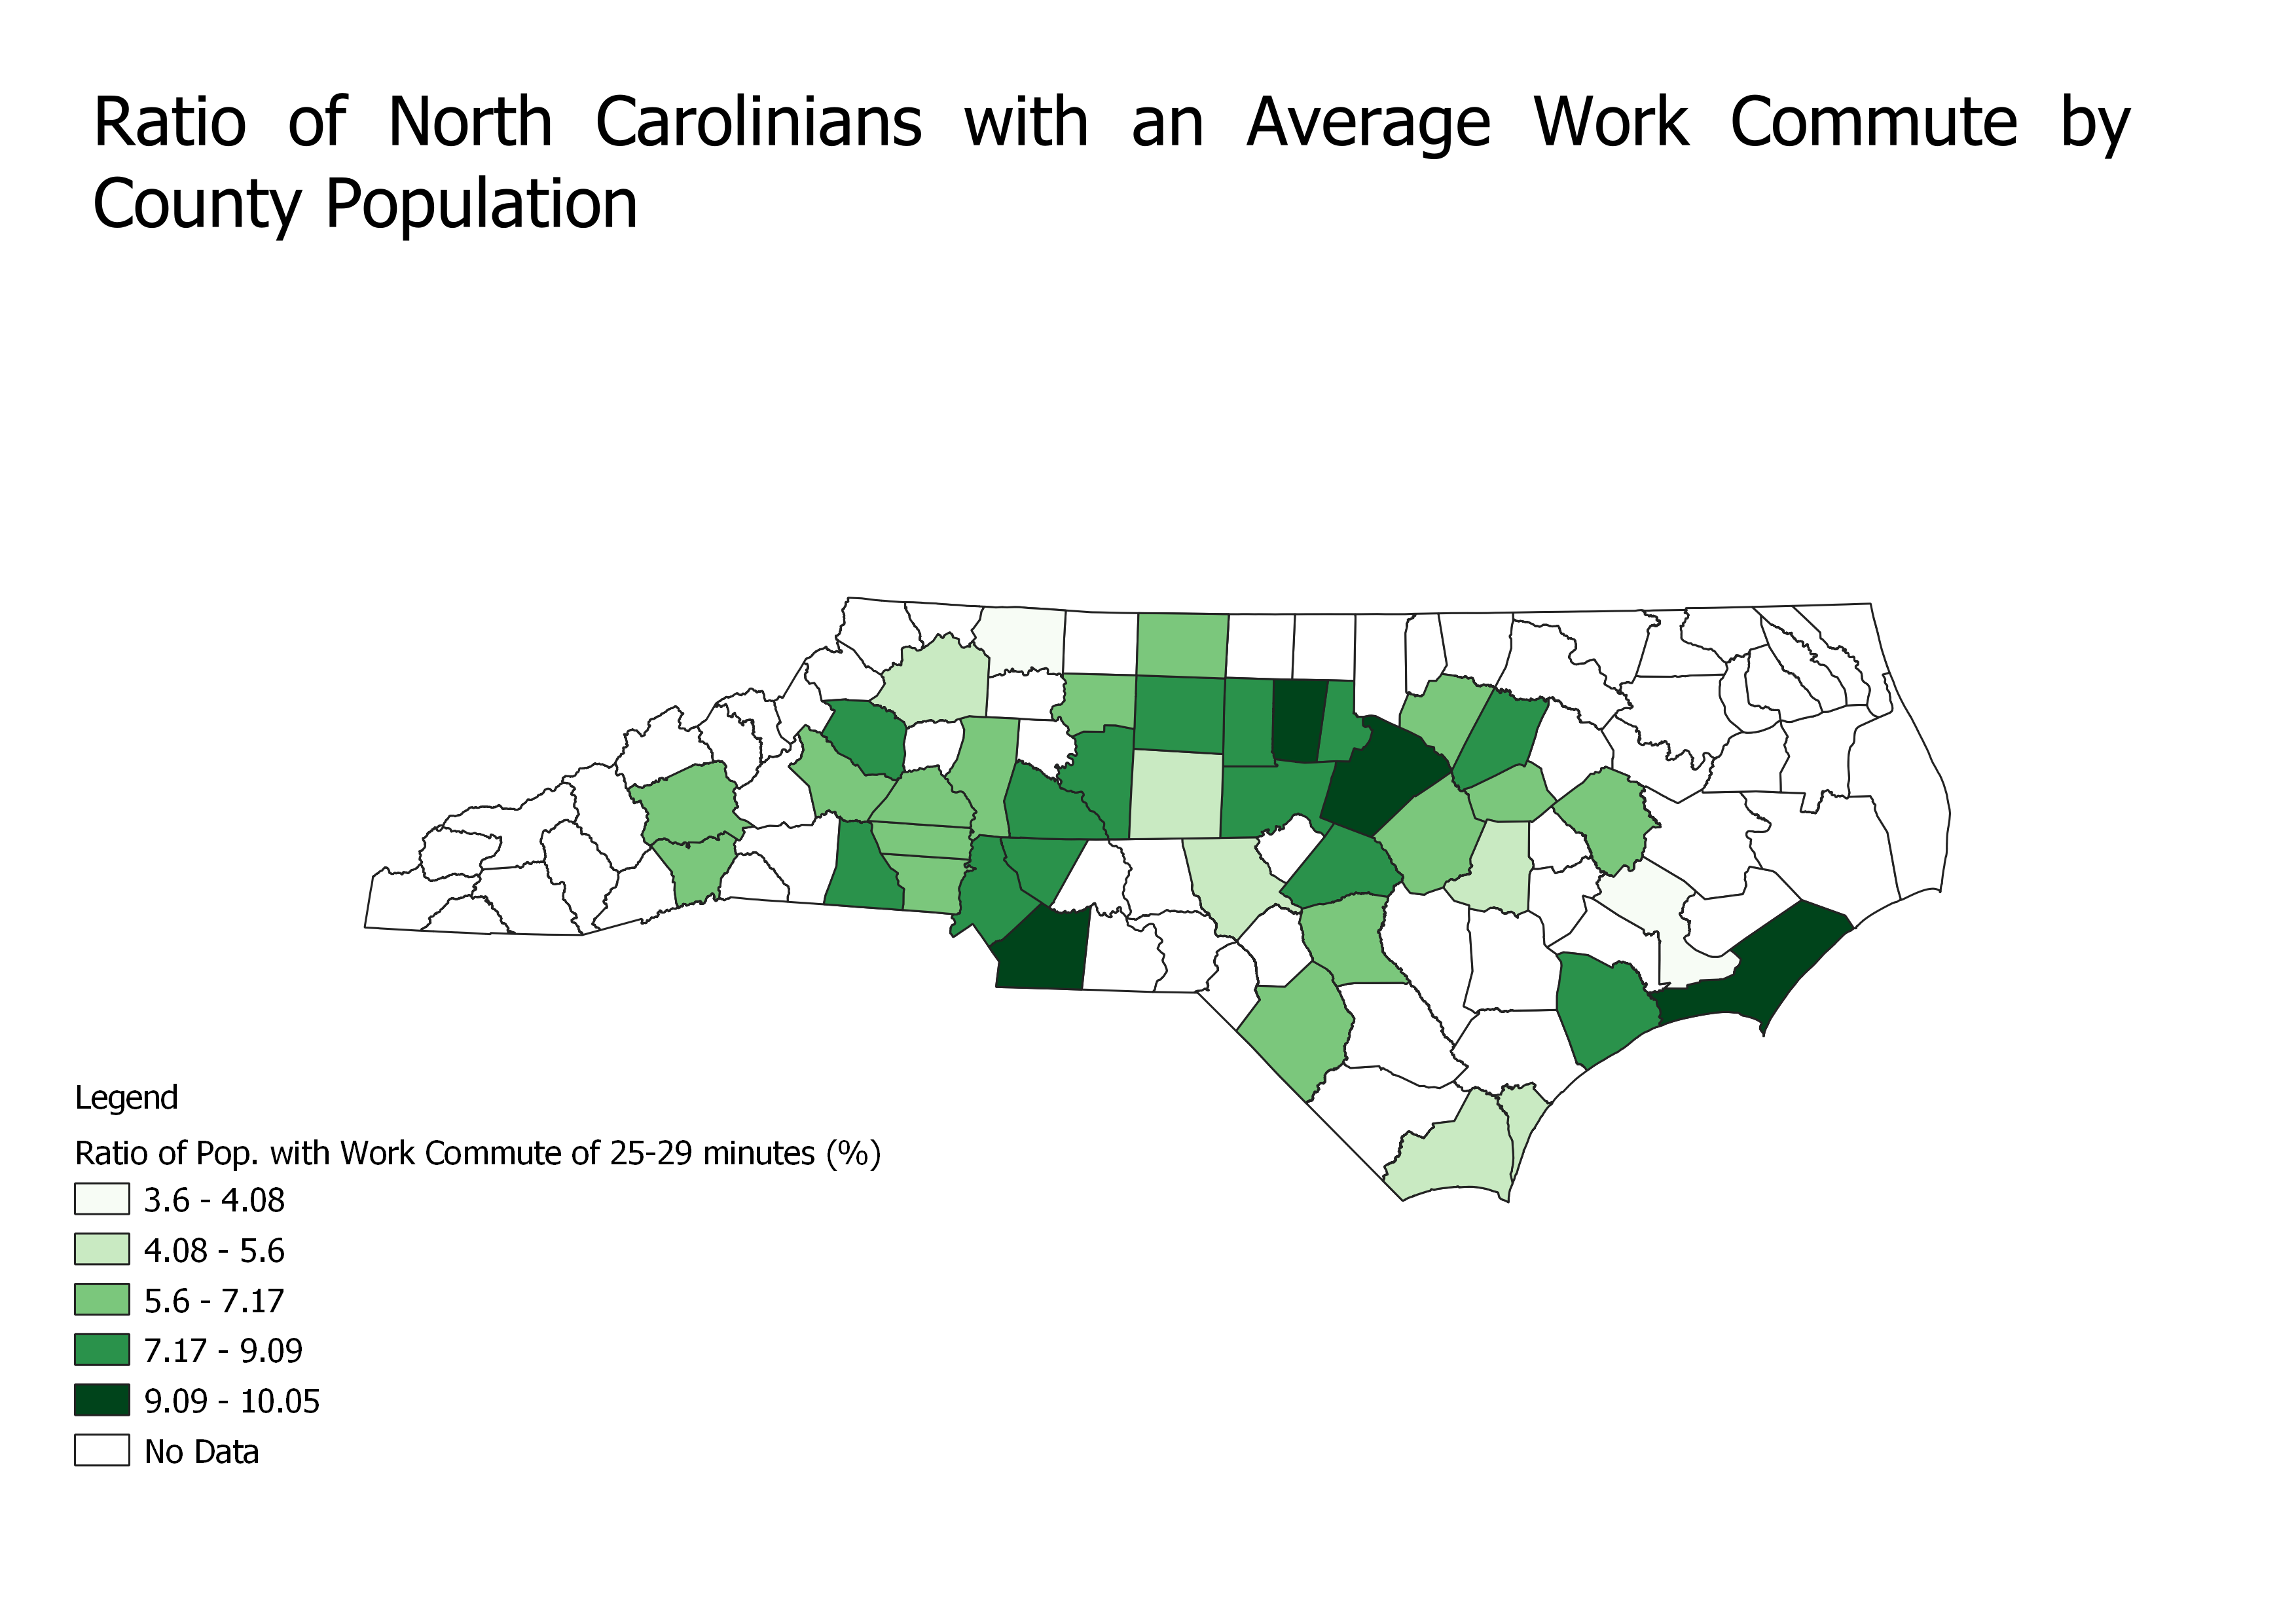 Ratio of North Carolinians with an Average Work Commute by
County Population
Legend
Ratio of Pop. with Work Commute of 25-29 minutes (%)
3.6 - 4.08
4.08 - 5.6
5.6 - 7.17
7.17 - 9.09
9.09 - 10.05
No Data